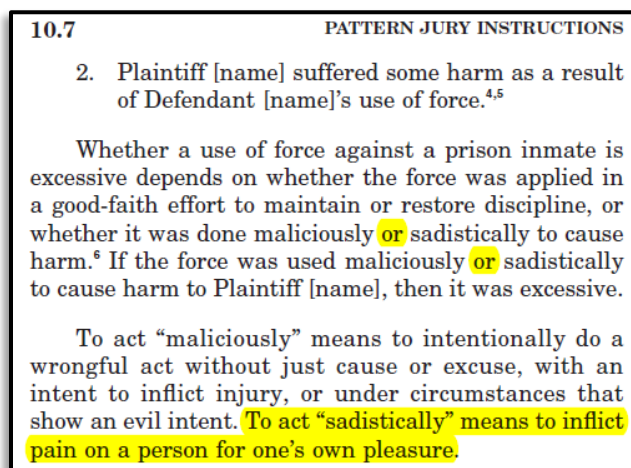 10.7 PATTERN JURY INSTRUCTIONS
2. Plaintiff [name] suffered some harm as a result
of Defendant [name]'s use of force.4,5
Whether a use of force against a prison inmate is
excessive depends on whether the force was applied in
a good-faith effort to maintain or restore discipline, or
whether it was done maliciously or sadistically to cause
harm.6 If the force was used maliciously or sadistically
to cause harm to Plaintiff [name], then it was excessive.
To act “maliciously” means to intentionally do a
wrongful act without just cause or excuse, with an
intent to inflict injury, or under circumstances that
show an evil intent. To act “sadistically” means to inflict
pain on a person for one's own pleasure.